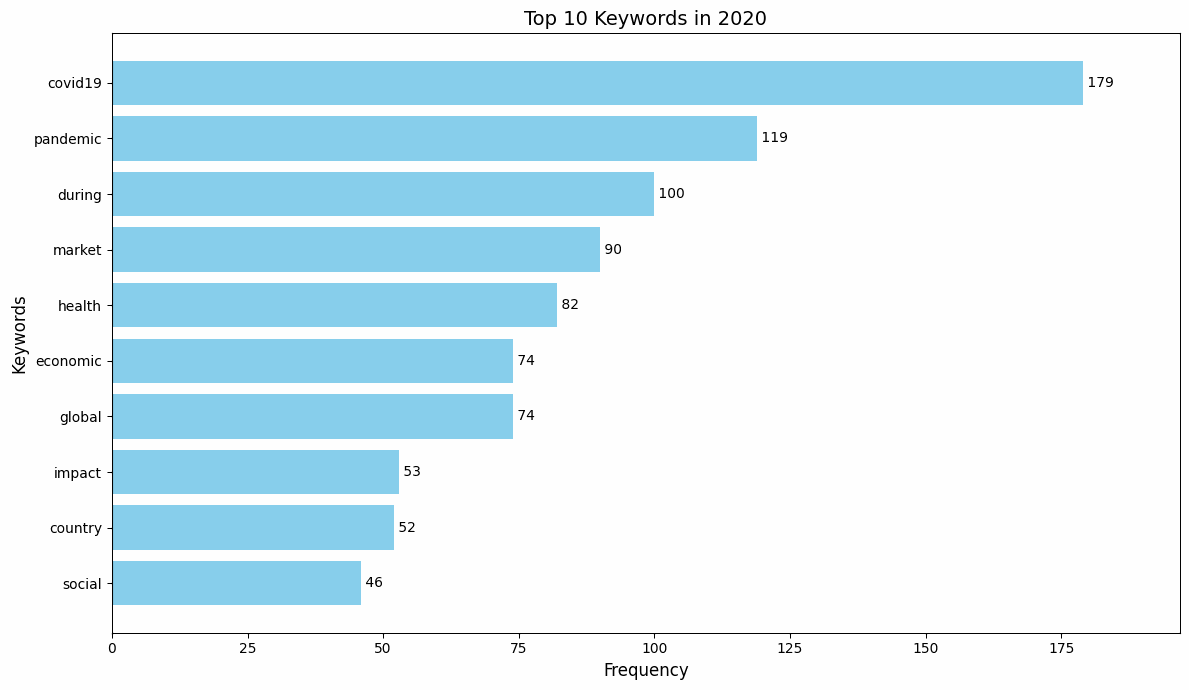 Top 10 Keywords in 2020
Keywords
covid19 179
pandemic 119
during 100
market 90
health 82
economic 74
global 74
impact 53
country 52
social 46
0 25 50 75 100 125 150 175
Frequency